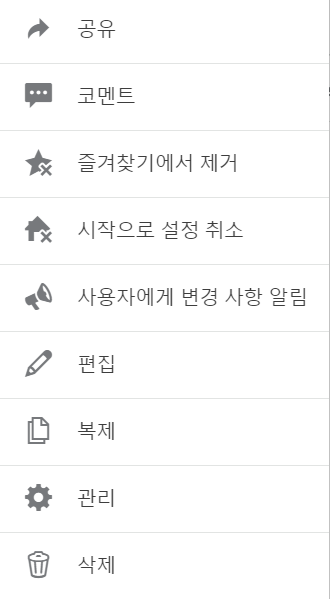 공유
코멘트
즐겨찾기에서 제거
시작으로 설정 취소
사용자에게 변경 사항 알림
편집
복제
관리
삭제